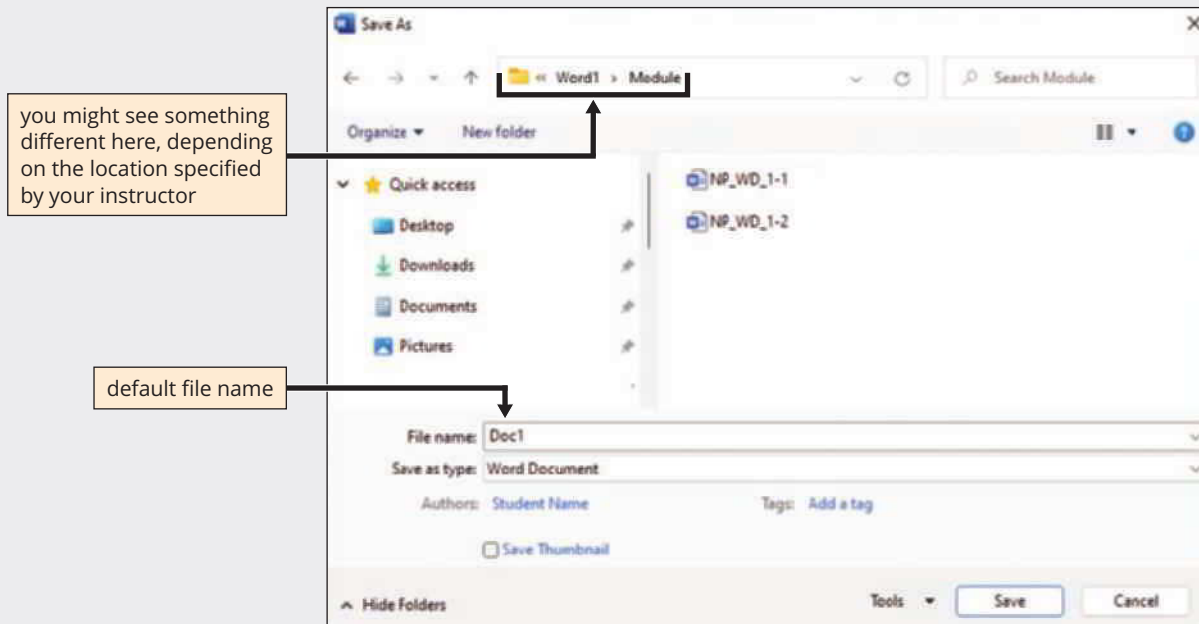 Save As
« Word1 › Module
Search Module
you might see something
different here, depending
on the location specified
by your instructor
Organize
New folder
Quick access
NP_WD_1-1
Desktop
NP_WD_1-2
Downloads
Documents
Pictures
default file name
File name: Doc1
Save as type: Word Document
Authors: Student Name Tags: Add a tag
Save Thumbnail
Hide Folders
Tools
Save
Cancel